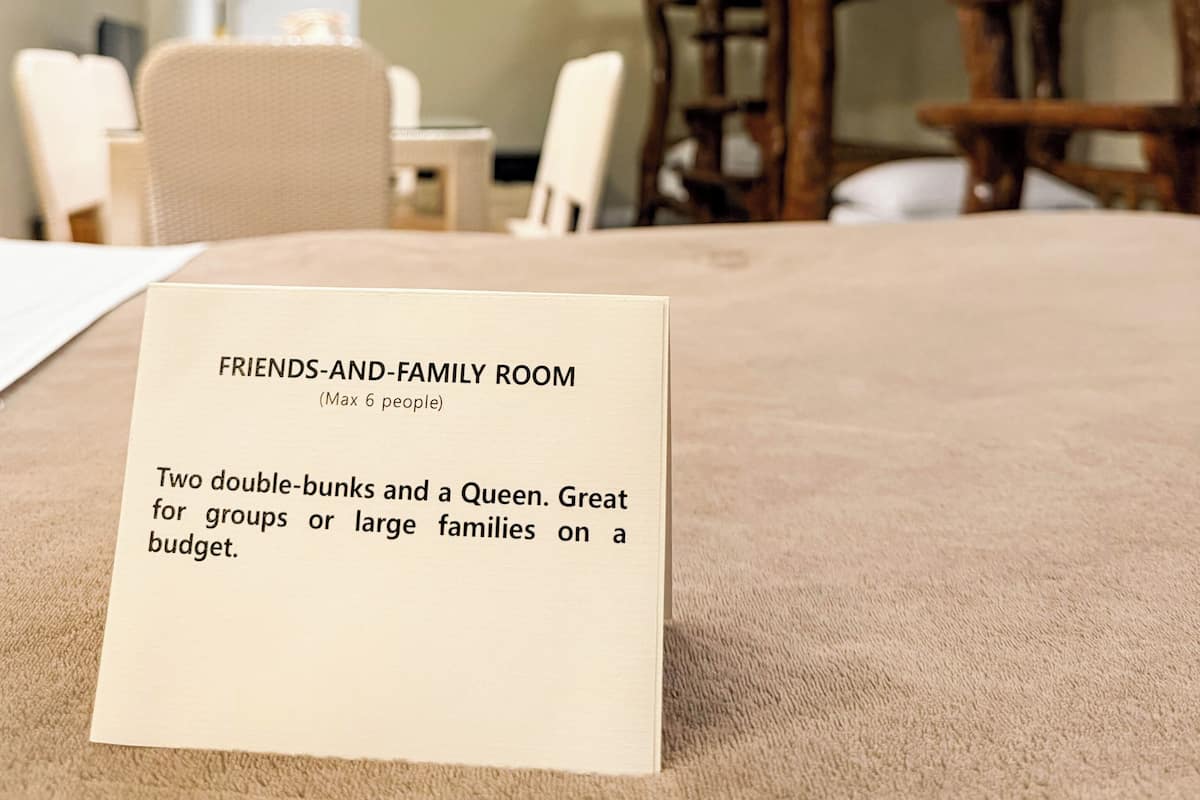 FRIENDS-AND-FAMILY ROOM
(Max 6 people)
Two double-bunks and a Queen. Great
for groups or large families on a
budget.